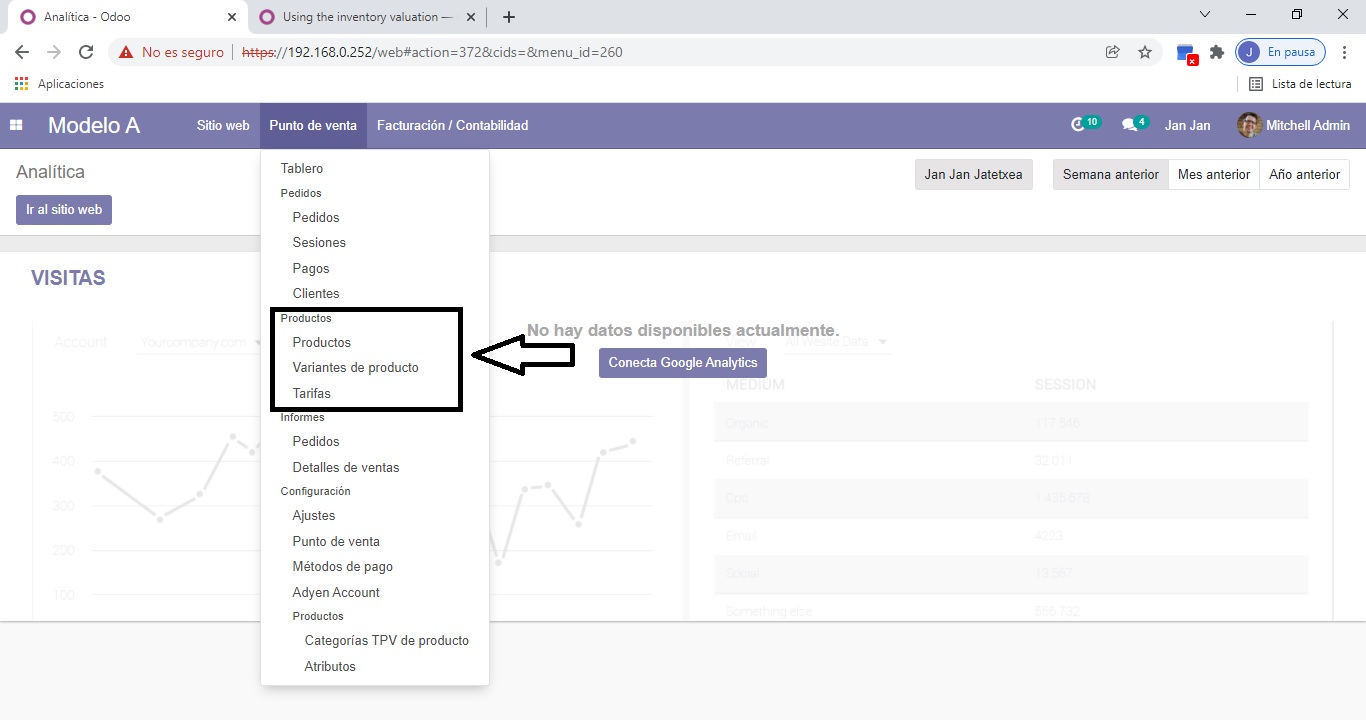 Analítica - Odoo
Using the inventory valuation —
No es seguro
https://192.168.0.252/web#action=372&cids=&menu_id=260
J En pausa
Aplicaciones
Lista de lectura
Modelo A
Sitio web
Punto de venta
Facturación / Contabilidad
10
4
Jan Jan
Mitchell Admin
Analítica
Jan Jan Jatetxea
Semana anterior
Mes anterior
Año anterior
Ir al sitio web
Tablero
Pedidos
Pedidos
Sesiones
Pagos
Clientes
Productos
Productos
Variantes de producto
Tarifas
Informes
Pedidos
Detalles de ventas
Configuración
Ajustes
Punto de venta
Métodos de pago
Adyen Account
Productos
Categorías TPV de producto
Atributos
VISITAS
No hay datos disponibles actualmente.
Conecta Google Analytics
Account
Yourcompany.com
View
All Wesite Data
500
400
300
200
100
MEDIUM
SESSION
Organic
117.546
Referral
32.011
Cpc
1.435.678
Email
4223
Social
13.567
Something else
556.732